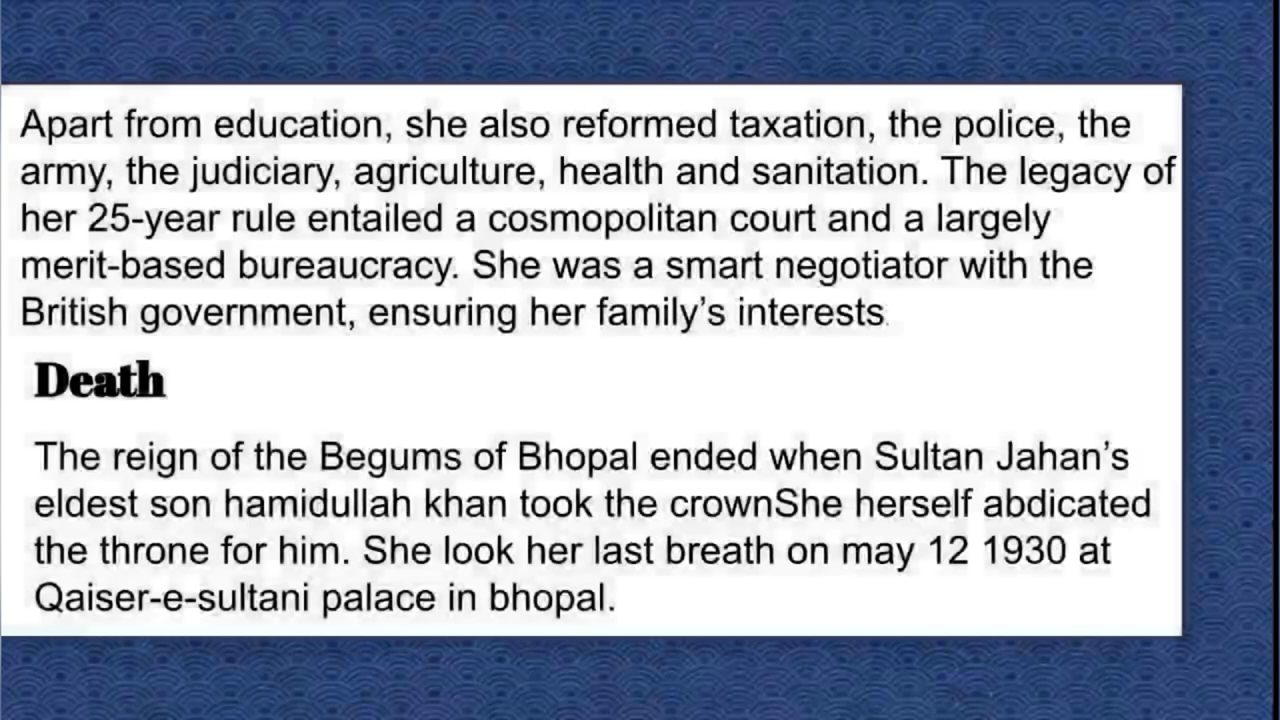 Apart from education, she also reformed taxation, the police, the
army, the judiciary, agriculture, health and sanitation. The legacy of
her 25-year rule entailed a cosmopolitan court and a largely
merit-based bureaucracy. She was a smart negotiator with the
British government, ensuring her family’s interests.
Death
The reign of the Begums of Bhopal ended when Sultan Jahan’s
eldest son hamidullah khan took the crownShe herself abdicated
the throne for him. She look her last breath on may 12 1930 at
Qaiser-e-sultani palace in bhopal.